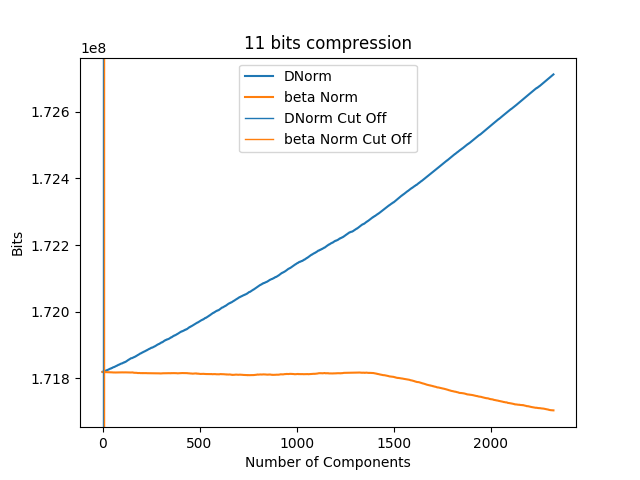 11 bits compression
1e8
DNorm
beta Norm
DNorm Cut Off
beta Norm Cut Off
1.726
1.724
1.722
1.720
1.718
Bits
0 500 1000 1500 2000
Number of Components